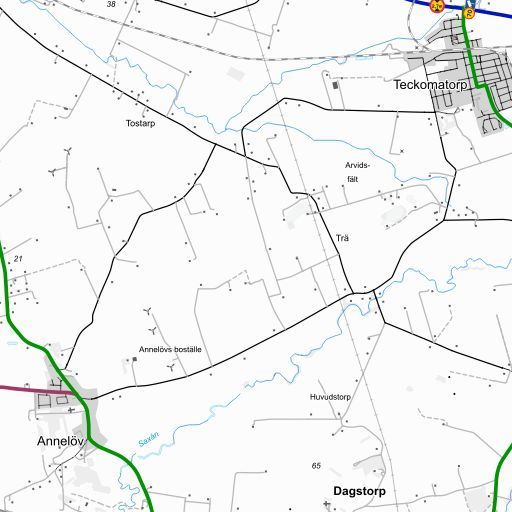 38
Teckomatorp
Tostarp
Arvids-
fält
Trä
21
Annelövs boställe
Huvudstorp
Annelöv
Saxån
65
Dagstorp